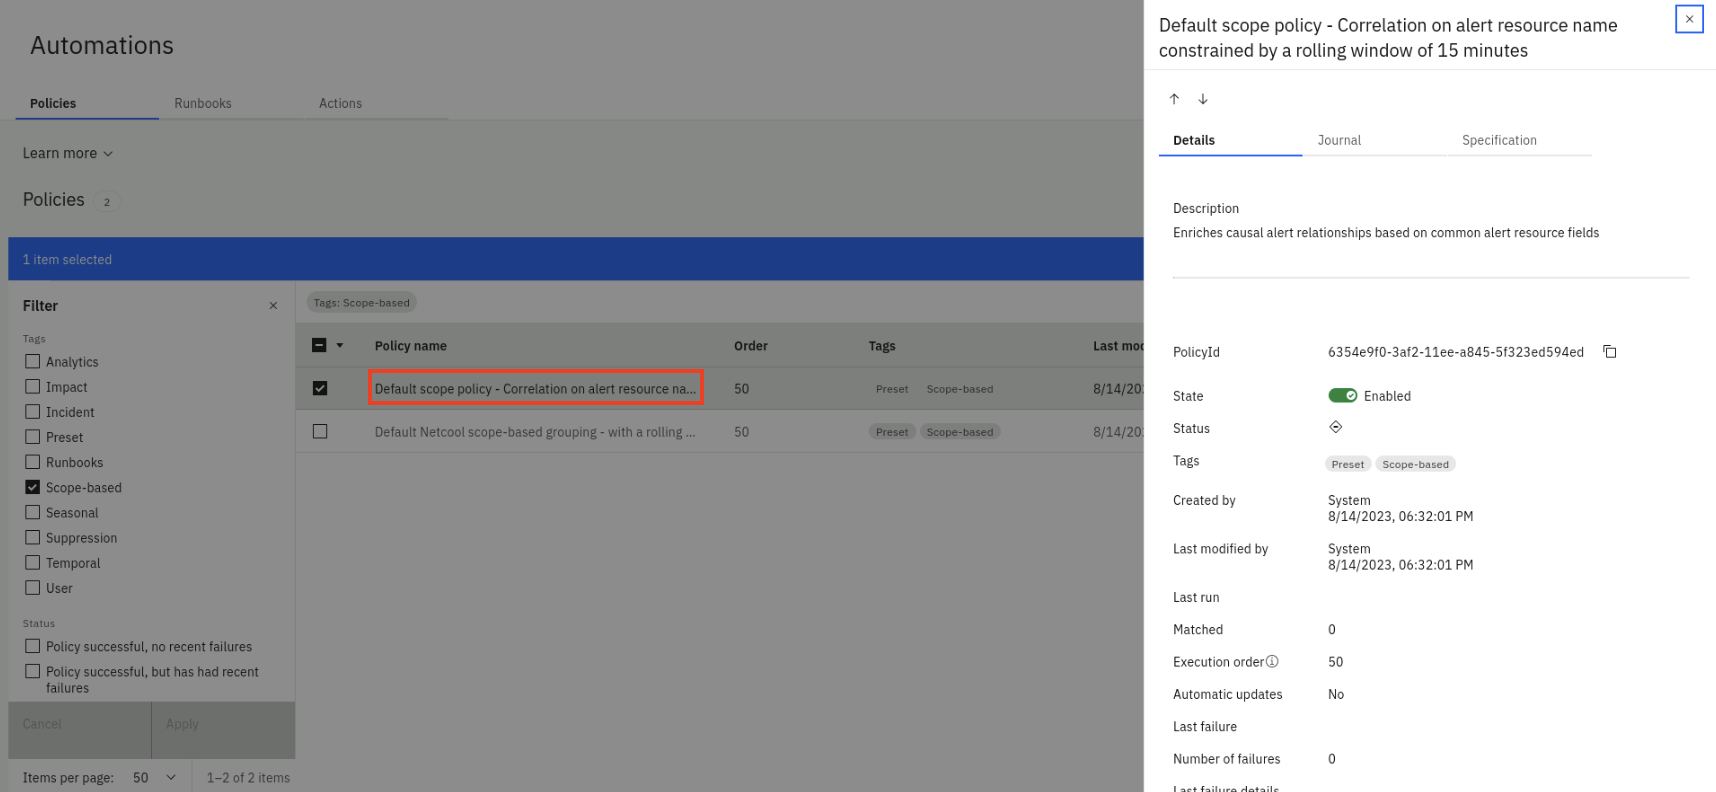 Automations
Policies
Runbooks
Actions
Learn more
Policies 2
1 item selected
Filter
Tags
Analytics
Impact
Incident
Preset
Runbooks
Scope-based
Seasonal
Suppression
Temporal
User
Status
Policy successful, no recent failures
Policy successful, but has had recent
failures
Cancel
Apply
Items per page: 50
1–2 of 2 items
Tags: Scope-based
Policy name Order Tags Last mod
Default scope policy - Correlation on alert resource na... 50 Preset Scope-based 8/14/20
Default Netcool scope-based grouping - with a rolling ... 50 Preset Scope-based 8/14/20
Default scope policy - Correlation on alert resource name
constrained by a rolling window of 15 minutes
Details
Journal
Specification
Description
Enriches causal alert relationships based on common alert resource fields
PolicyId 6354e9f0-3af2-11ee-a845-5f323ed594ed
State Enabled
Status
Tags Preset Scope-based
Created by System
8/14/2023, 06:32:01 PM
Last modified by System
8/14/2023, 06:32:01 PM
Last run
Matched 0
Execution order 50
Automatic updates No
Last failure
Number of failures 0
Last failure details